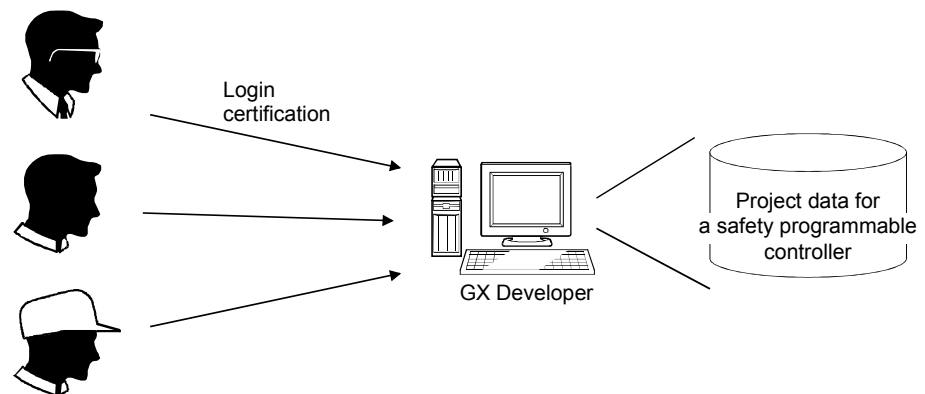 Login
certification
Project data for
a safety programmable
controller
GX Developer